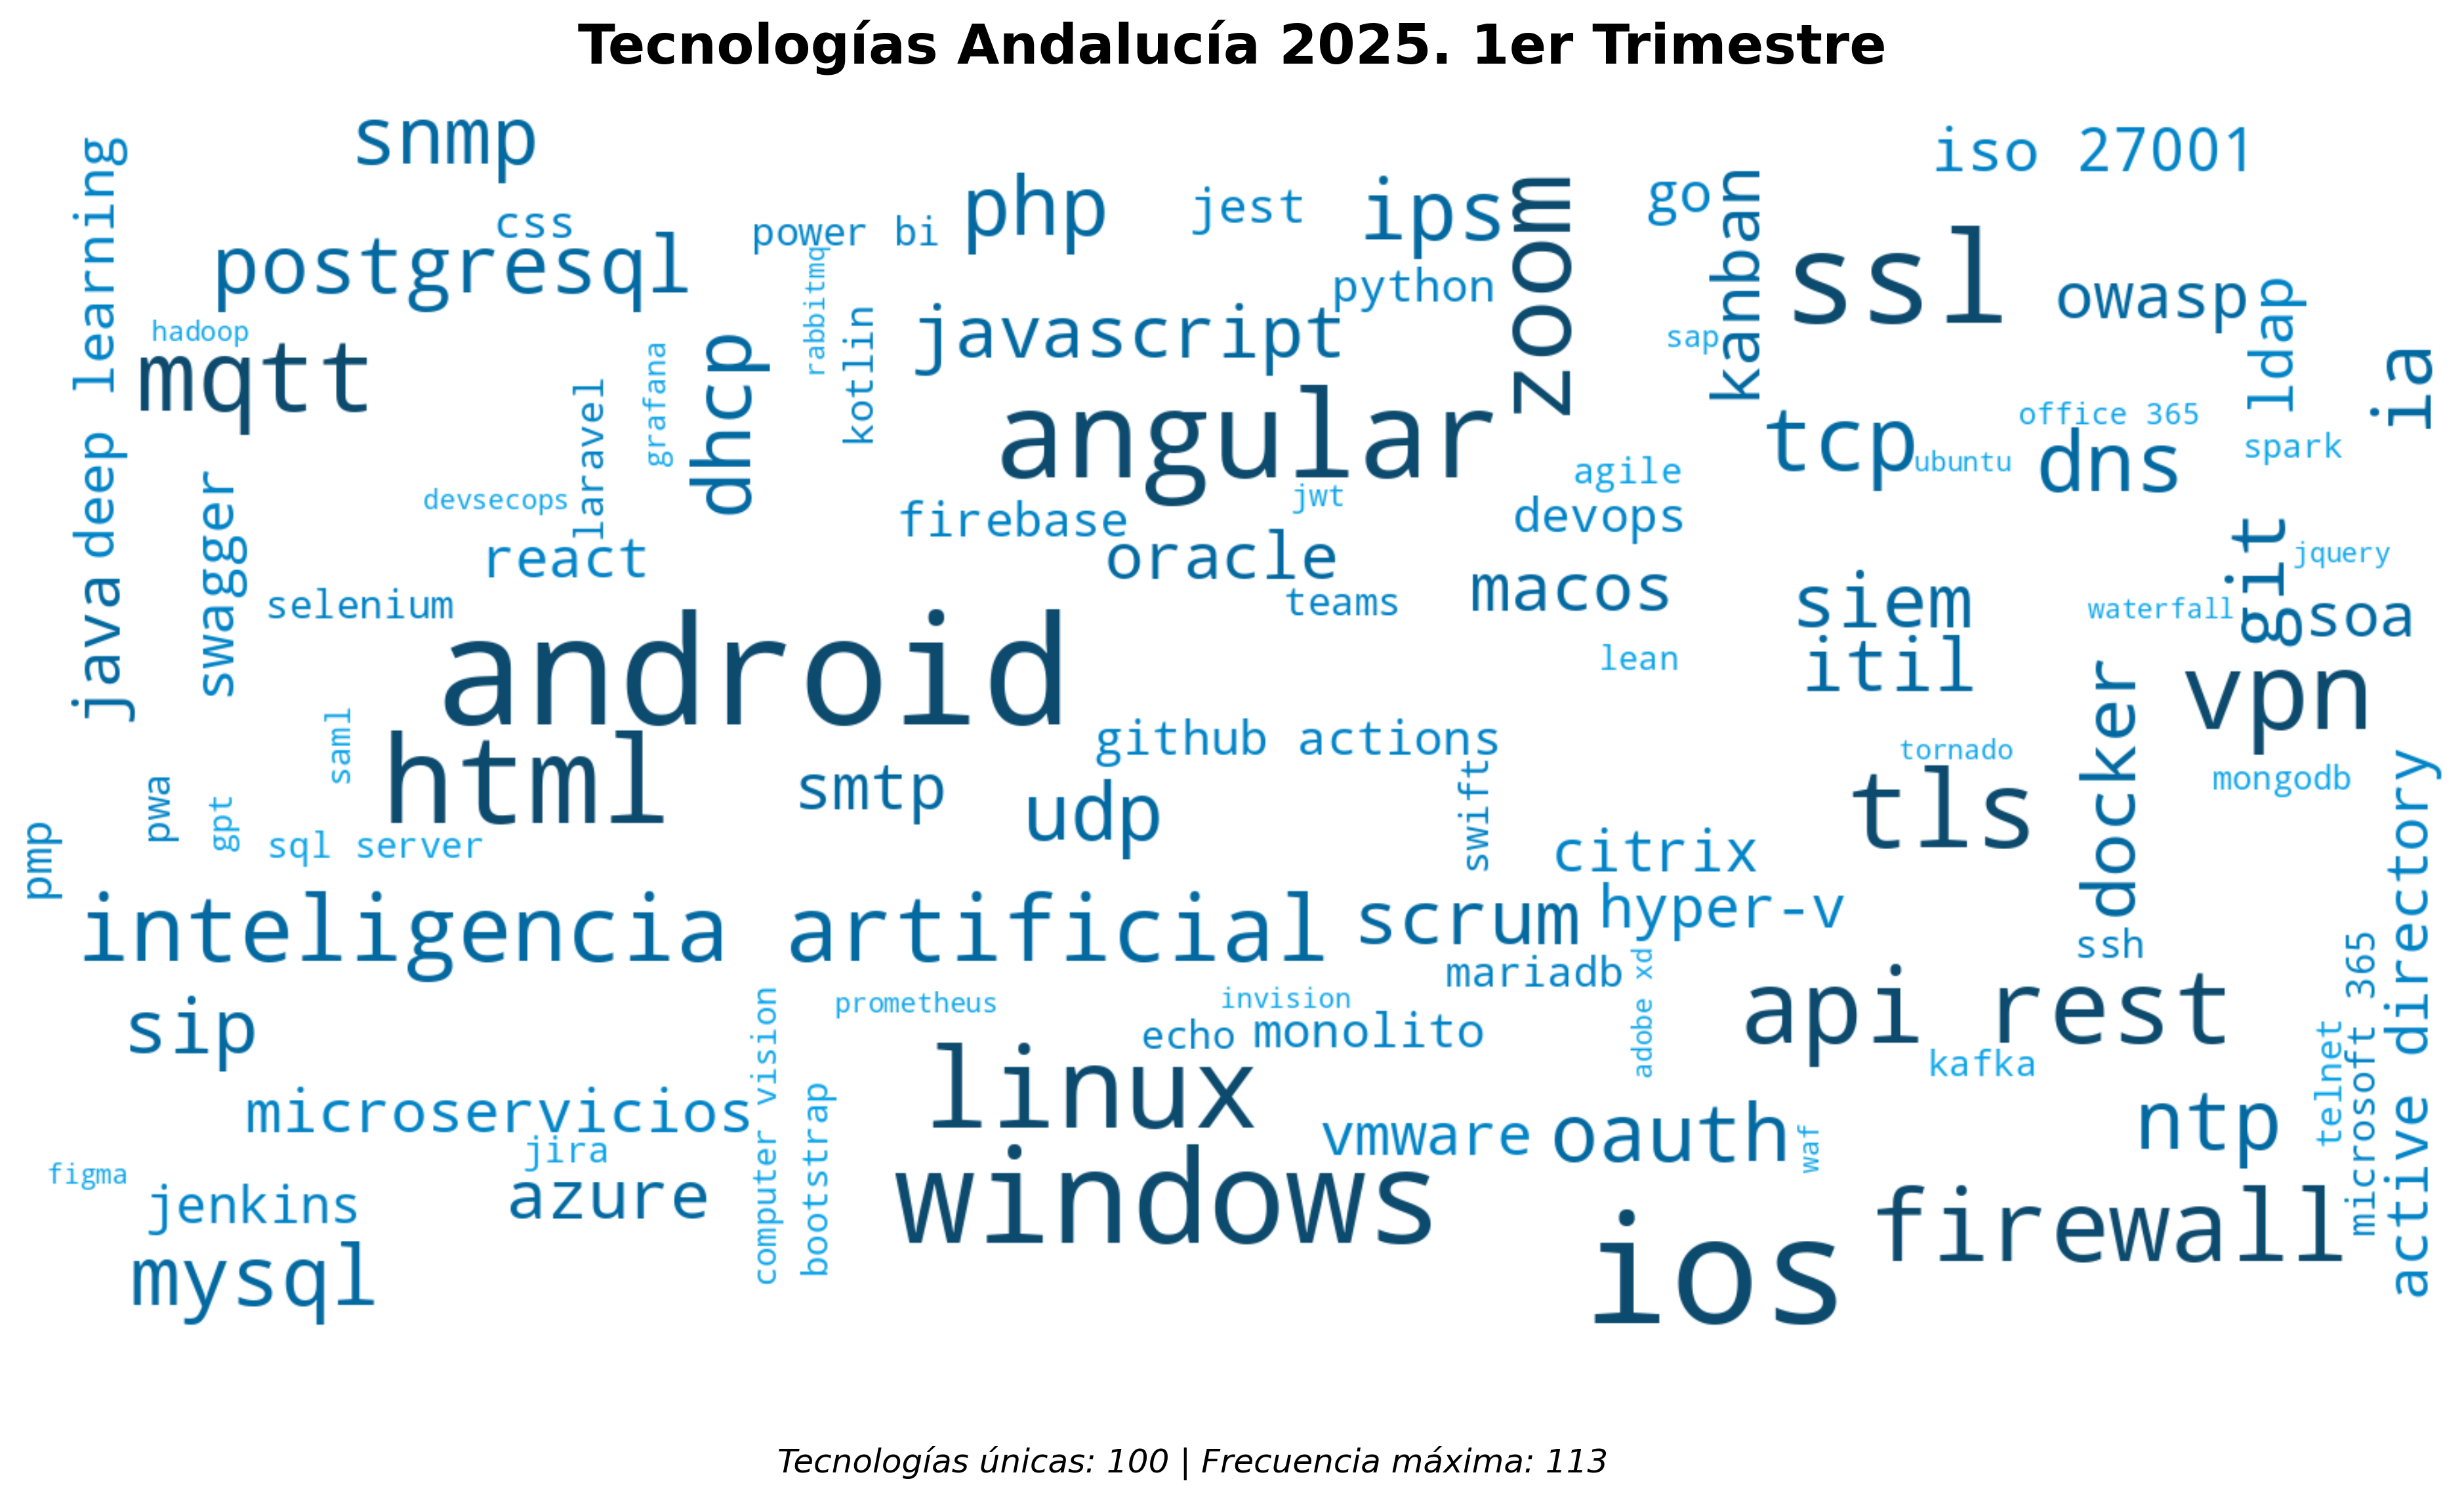 Tecnologías Andalucía 2025. 1er Trimestre
snmp
iso 27001
deep learning
css
power bi
php
jest
ips
zoom
go
kanban
ssl
owasp
ldap
postgresql
rabbitmq
python
hadoop
mqtt
kotlin
javascript
sap
ia
laravel
grafana
dhcp
angular
tcp
office 365
ubuntu
dns
spark
devsecops
jwt
agile
swagger
firebase
devops
git
jquery
react
oracle
java
selenium
teams
macos
siem
waterfall
soa
android
lean
itil
vpn
saml
html
github actions
docker
tornado
pwa
gpt
smtp
udp
swift
tls
mongodb
pmp
sql server
citrix
active directory
inteligencia artificial
scrum
hyper-v
ssh
mariadb
adobe xd
microsoft 365
sip
prometheus
invision
api rest
computer vision
echo
monolito
kafka
telnet
linux
microservicios
bootstrap
vmware
oauth
waf
ntp
jira
figma
jenkins
azure
windows
firewall
mysql
ios
Tecnologías únicas: 100 | Frecuencia máxima: 113